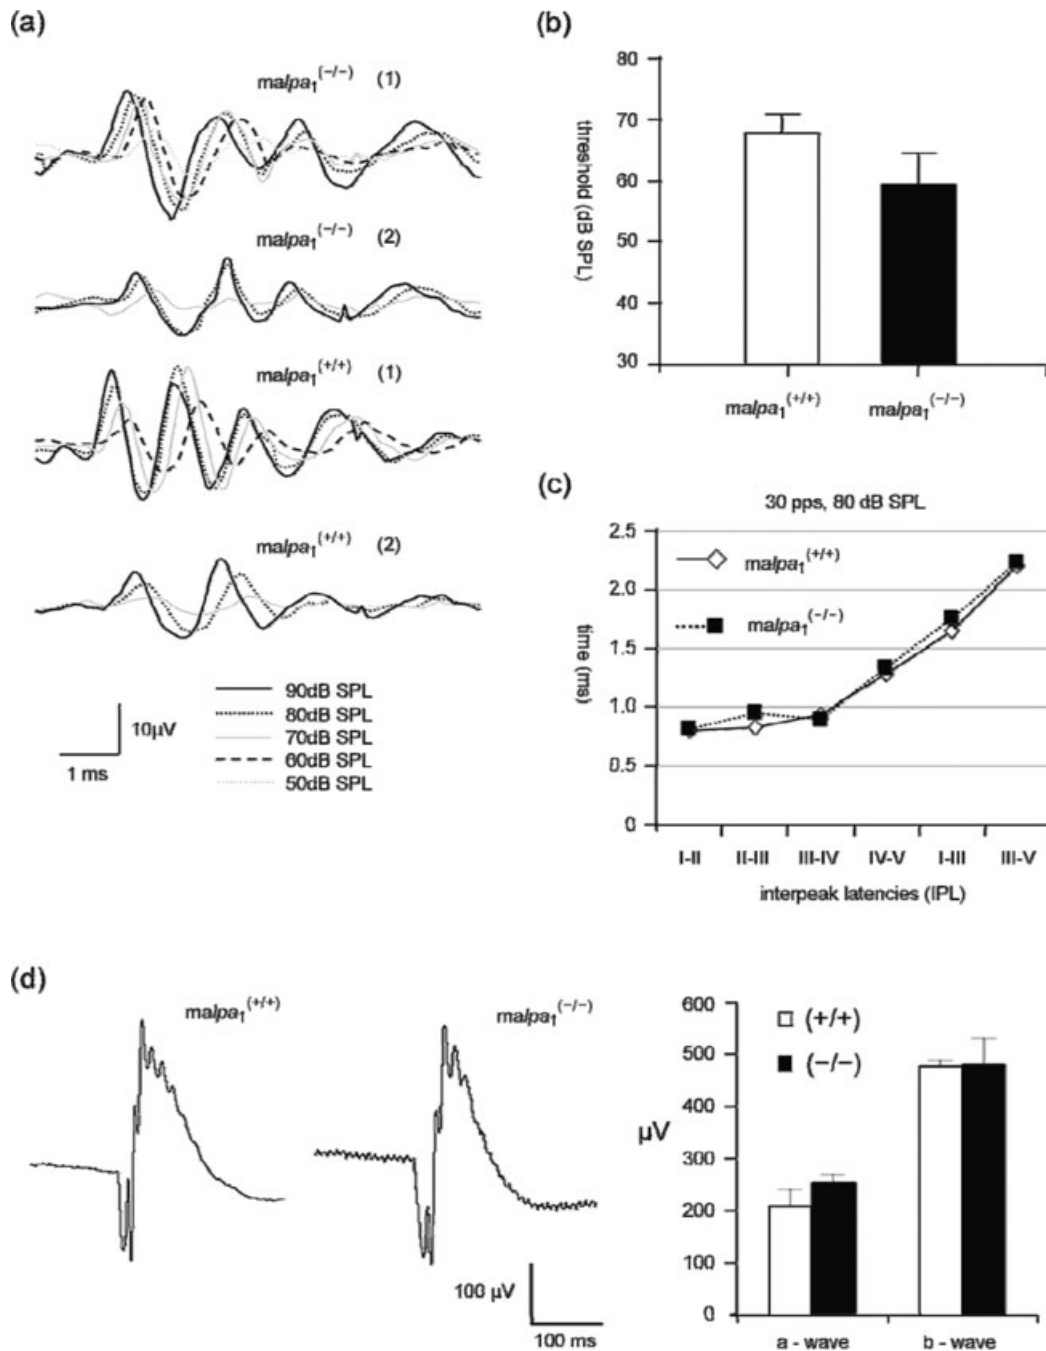 (a)
malpa1(−/−) (1)
malpa1(−/−) (2)
malpa1(+/+) (1)
malpa1(+/+) (2)
10µV
1 ms
90dB SPL
80dB SPL
70dB SPL
60dB SPL
50dB SPL
(b)
threshold (dB SPL)
80
70
60
50
40
30
malpa1(+/+)
malpa1(−/−)
(c)
30 pps, 80 dB SPL
time (ms)
2.5
2.0
1.5
1.0
0.5
0
malpa1(+/+)
malpa1(−/−)
I-II II-III III-IV IV-V I-III III-V
interpeak latencies (IPL)
(d)
malpa1(+/+)
malpa1(−/−)
100 µV
100 ms
µV
600
500
400
300
200
100
0
(+/+)
(−/−)
a - wave b - wave